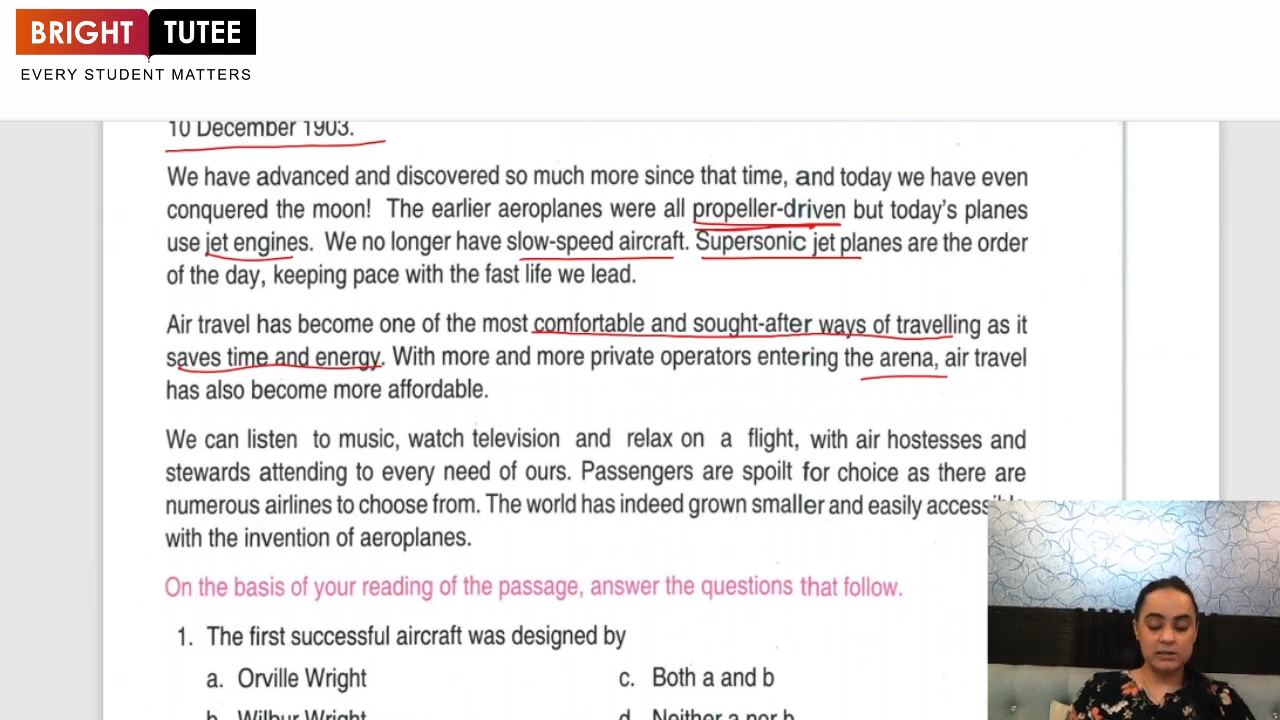 BRIGHT TUTEE
EVERY STUDENT MATTERS
10 December 1903.
We have advanced and discovered so much more since that time, and today we have even
conquered the moon! The earlier aeroplanes were all propeller-driven but today's planes
use jet engines. We no longer have slow-speed aircraft. Supersonic jet planes are the order
of the day, keeping pace with the fast life we lead.
Air travel has become one of the most comfortable and sought-after ways of travelling as it
saves time and energy. With more and more private operators entering the arena, air travel
has also become more affordable.
We can listen to music, watch television and relax on a flight, with air hostesses and
stewards attending to every need of ours. Passengers are spoilt for choice as there are
numerous airlines to choose from. The world has indeed grown smaller and easily
with the invention of aeroplanes.
On the basis of your reading of the passage, answer the questions that follow.
1. The first successful aircraft was designed by
a. Orville Wright
c. Both a and b
b. Wilbur Wright
d. Neither a nor b